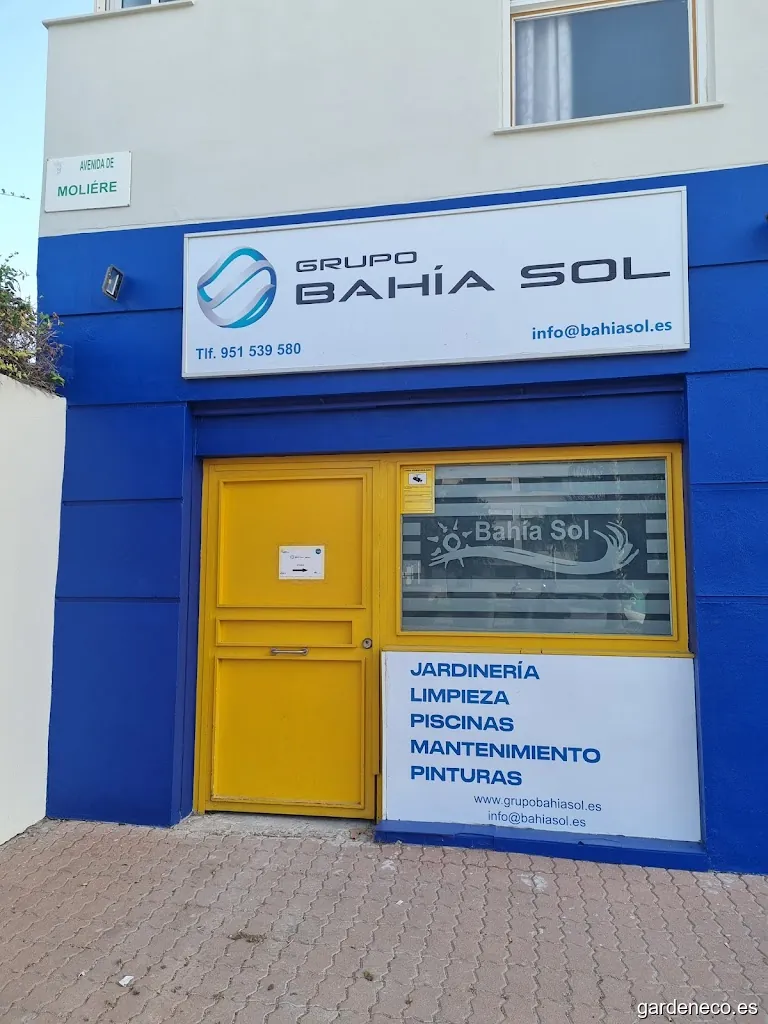 AVENIDA DE
MOLIÉRE
GRUPO
BAHÍA SOL
info@bahiasol.es
Tlf. 951 539 580
Bahía Sol
JARDINERÍA
LIMPIEZA
PISCINAS
MANTENIMIENTO
PINTURAS
www.grupobahiasol.es
info@bahiasol.es
gardeneco.es